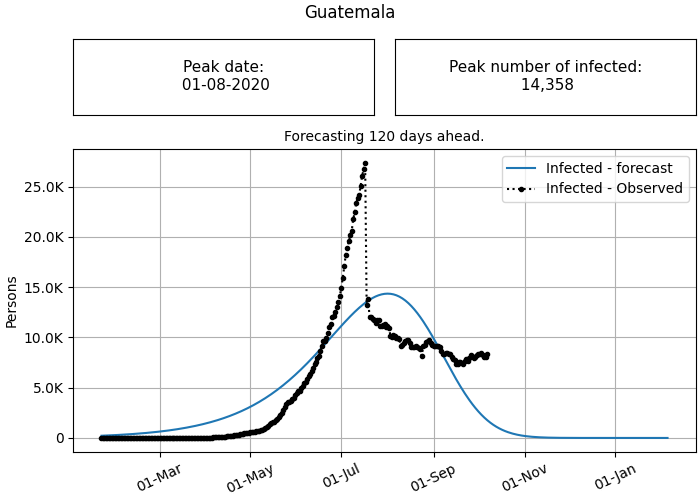 Guatemala
Peak date:
01-08-2020
Peak number of infected:
14,358
Forecasting 120 days ahead.
Infected - forecast
Infected - Observed
Persons
25.0K
20.0K
15.0K
10.0K
5.0K
0
01-Mar
01-May
01-Jul
01-Sep
01-Nov
01-Jan